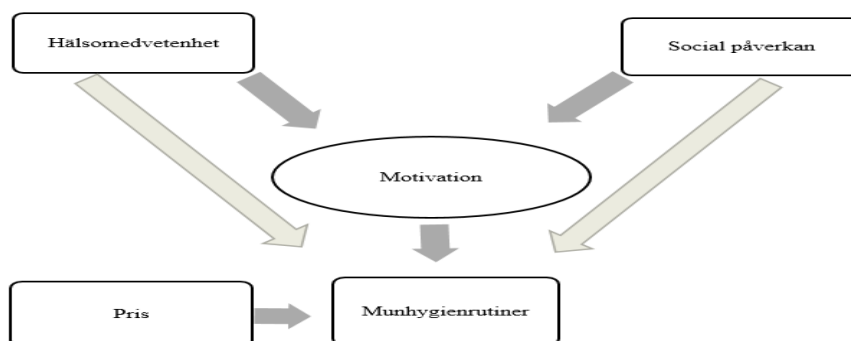 Hälsomedvetenhet
Social påverkan
Motivation
Pris
Munhygienrutiner